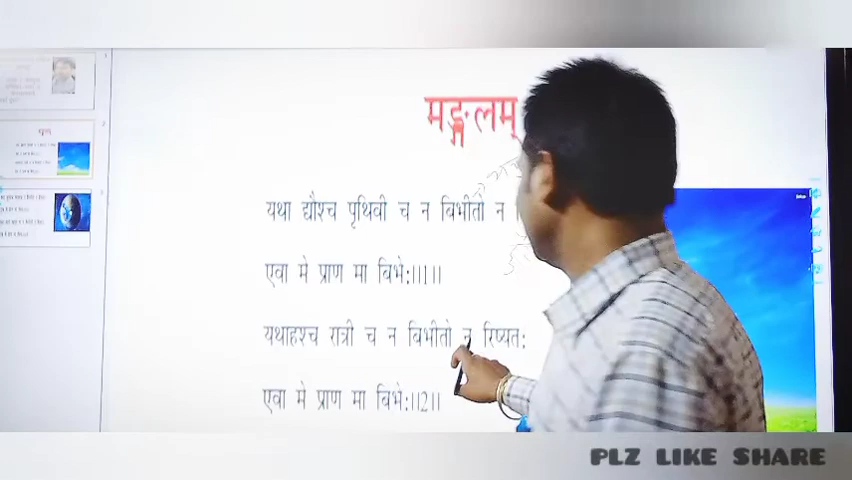 मङ्गलम्
यथा द्यौश्च पृथिवी च न बिभीतो न
एवा मे प्राण मा बिभेः।।1।।
यथाहश्च रात्री च न बिभीतो न रिष्यतः
एवा मे प्राण मा बिभेः।।2।।
PLZ LIKE SHARE